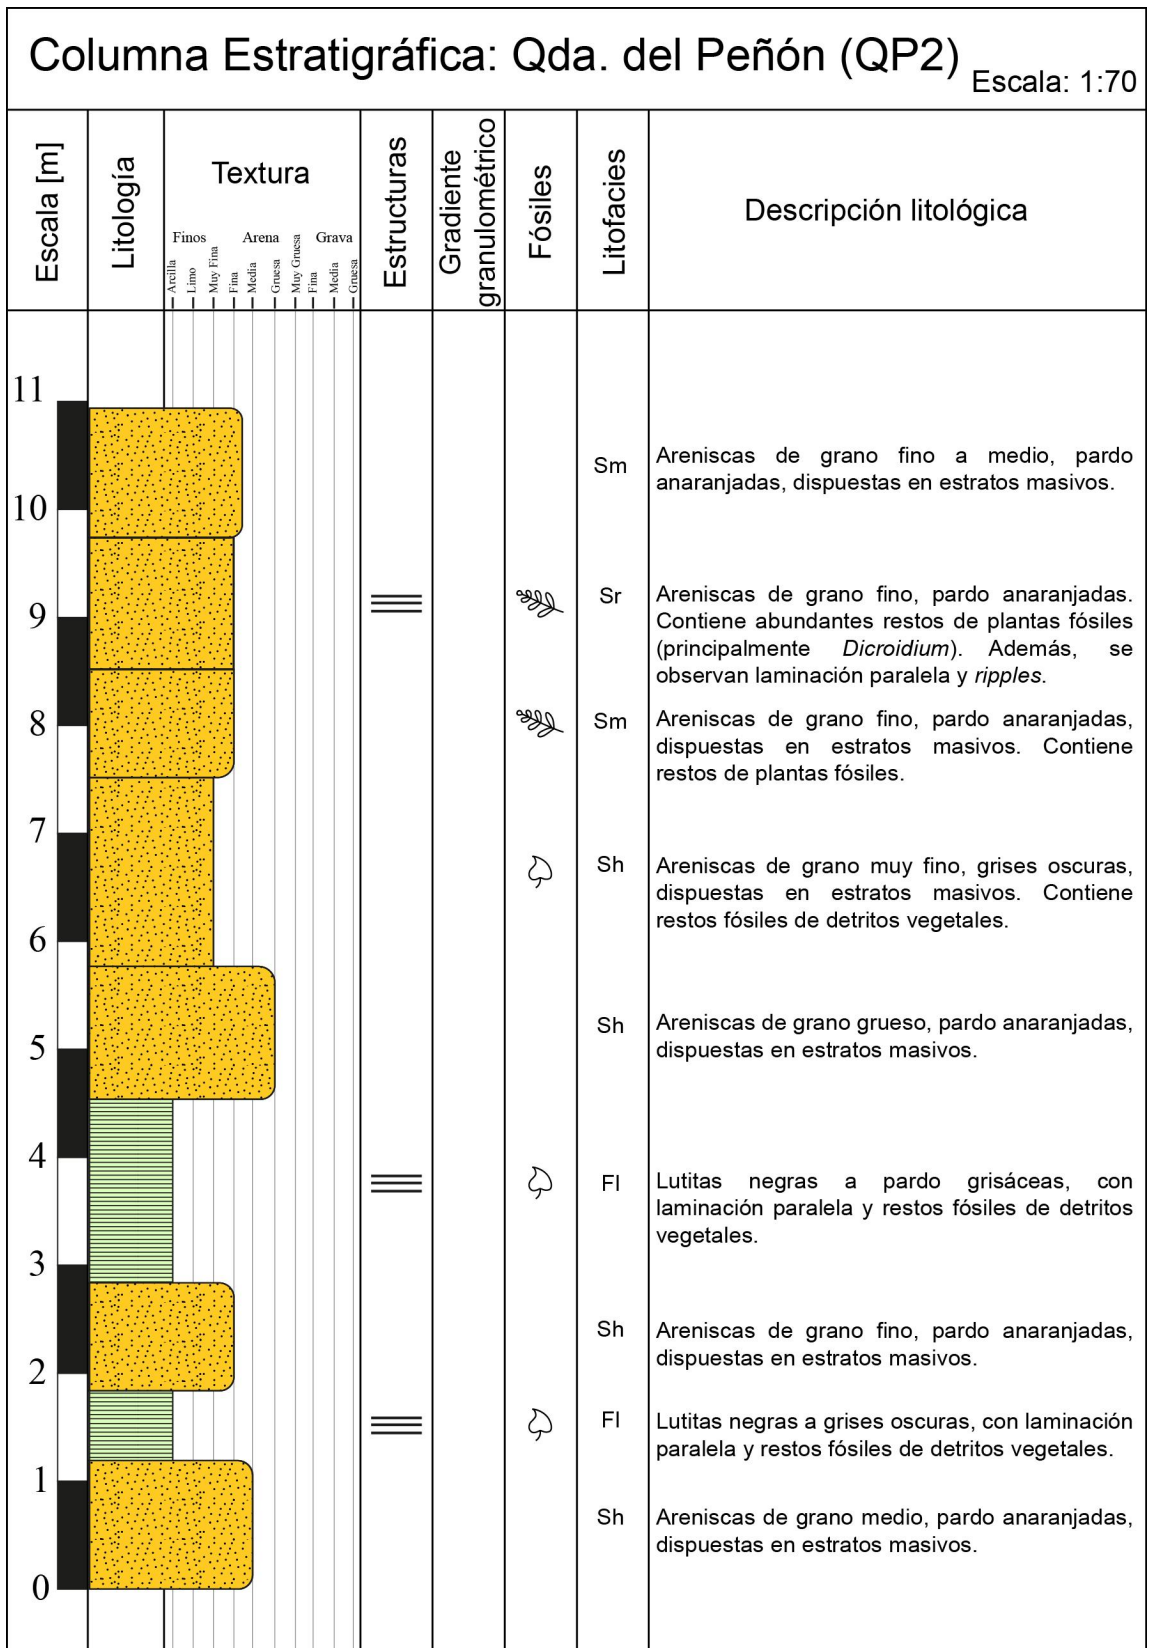 Columna Estratigráfica: Qda. del Peñón (QP2)
Escala: 1:70
Escala [m]
Litología
Textura
Finos
Arena
Grava
Arcilla
Limo
Muy Fina
Fina
Media
Gruesa
Muy Gruesa
Fina
Media
Gruesa
Estructuras
Gradiente
granulométrico
Fósiles
Litofacies
Descripción litológica
11
Sm
Areniscas de grano fino a medio, pardo
anaranjadas, dispuestas en estratos masivos.
10
9
Sr
Areniscas de grano fino, pardo anaranjadas.
Contiene abundantes restos de plantas fósiles
(principalmente Dicroidium). Además, se
observan laminación paralela y ripples.
8
Sm
Areniscas de grano fino, pardo anaranjadas,
dispuestas en estratos masivos. Contiene
restos de plantas fósiles.
7
Sh
Areniscas de grano muy fino, grises oscuras,
dispuestas en estratos masivos. Contiene
restos fósiles de detritos vegetales.
6
5
Sh
Areniscas de grano grueso, pardo anaranjadas,
dispuestas en estratos masivos.
4
Fl
Lutitas negras a pardo grisáceas, con
laminación paralela y restos fósiles de detritos
vegetales.
3
Sh
Areniscas de grano fino, pardo anaranjadas,
dispuestas en estratos masivos.
2
Fl
Lutitas negras a grises oscuras, con laminación
paralela y restos fósiles de detritos vegetales.
1
Sh
Areniscas de grano medio, pardo anaranjadas,
dispuestas en estratos masivos.
0